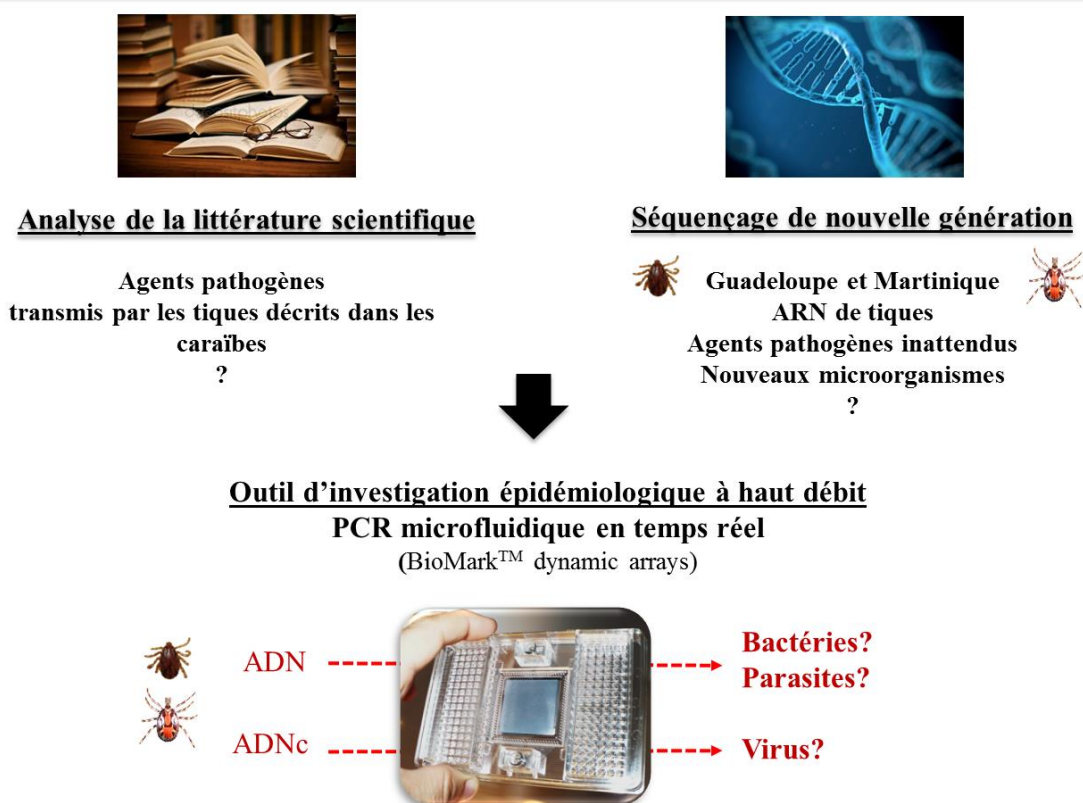 Analyse de la littérature scientifique
Agents pathogènes
transmis par les tiques décrits dans les
caraïbes
?
Séquençage de nouvelle génération
Guadeloupe et Martinique
ARN de tiques
Agents pathogènes inattendus
Nouveaux microorganismes
?
Outil d’investigation épidémiologique à haut débit
PCR microfluidique en temps réel
(BioMark™ dynamic arrays)
ADN
Bactéries?
Parasites?
ADNc
Virus?